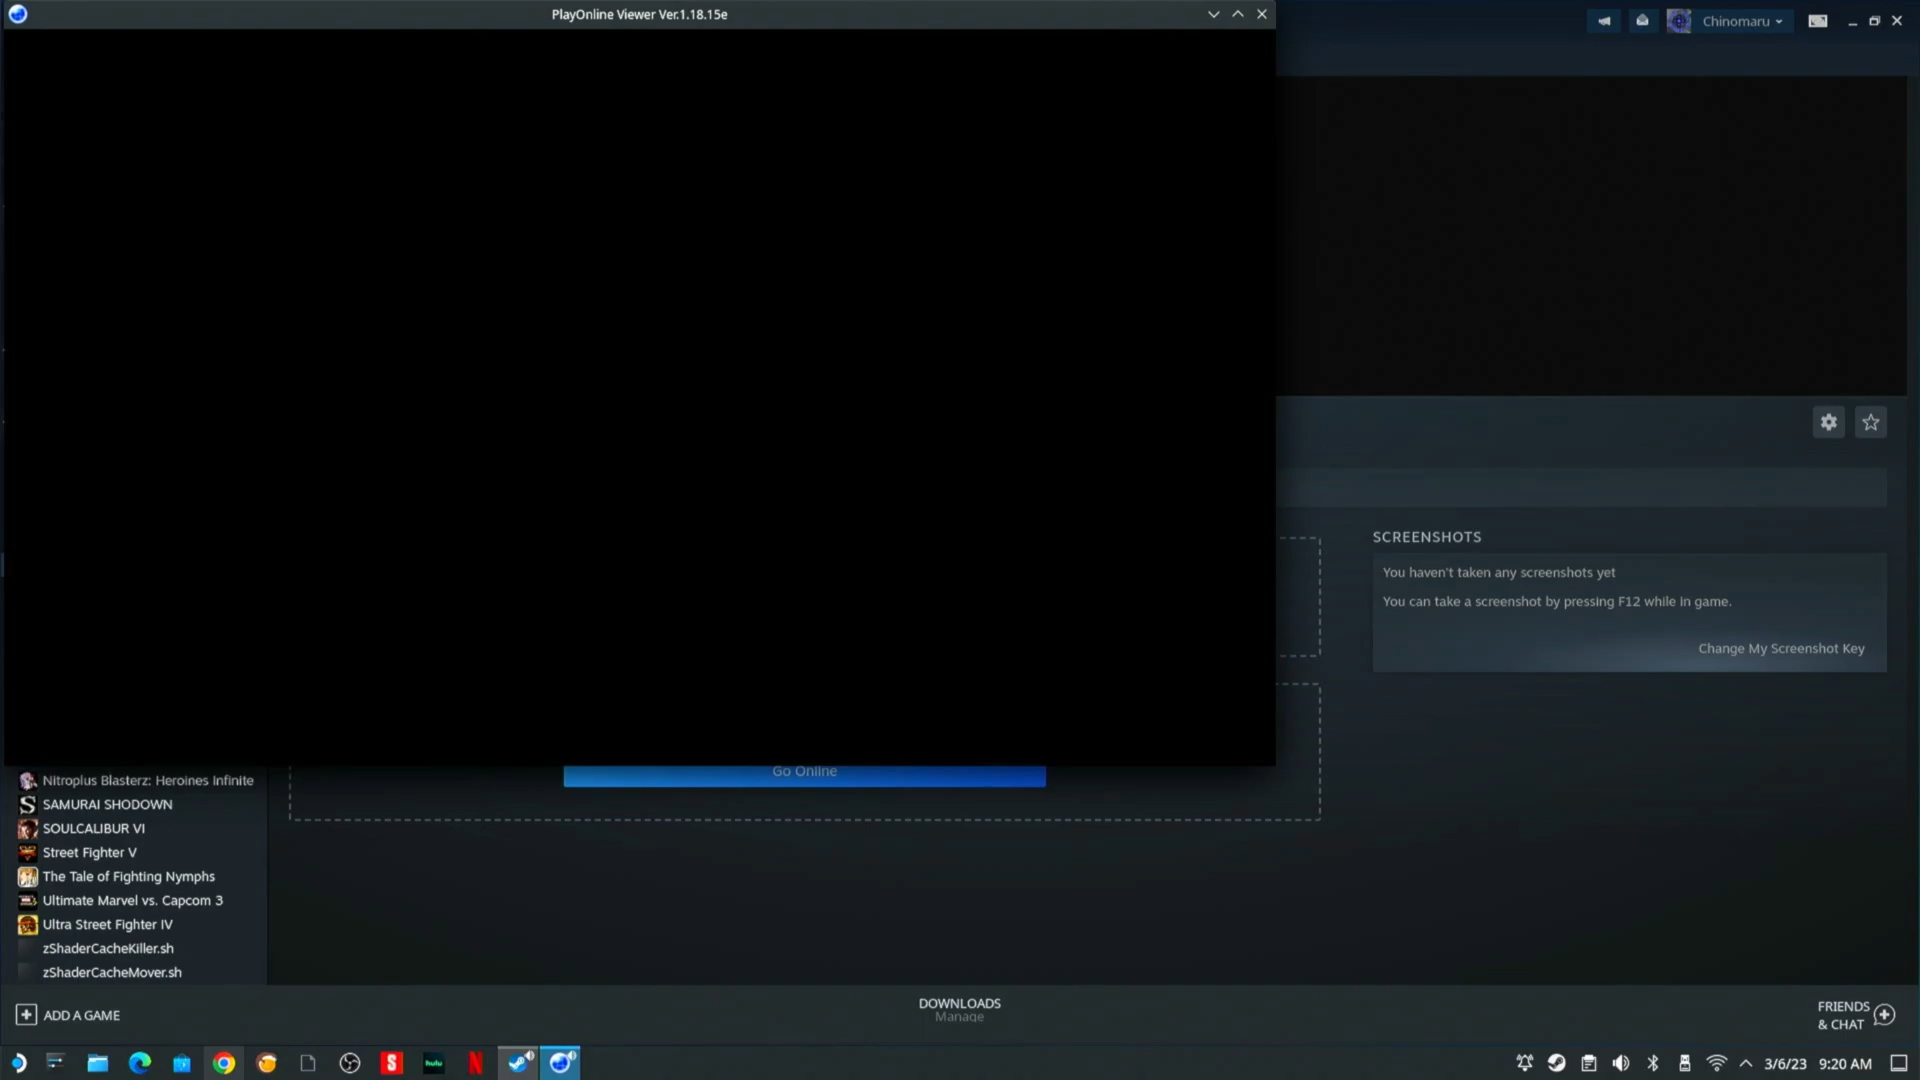 PlayOnline Viewer Ver.1.18.15e
Chinomaru
SCREENSHOTS
You haven't taken any screenshots yet
You can take a screenshot by pressing F12 while in game.
Change My Screenshot Key
Go Online
Nitroplus Blasterz: Heroines Infinite
SAMURAI SHODOWN
SOULCALIBUR VI
Street Fighter V
The Tale of Fighting Nymphs
Ultimate Marvel vs. Capcom 3
Ultra Street Fighter IV
zShaderCacheKiller.sh
zShaderCacheMover.sh
ADD A GAME
DOWNLOADS
Manage
FRIENDS
& CHAT
hulu
3/6/23 9:20 AM